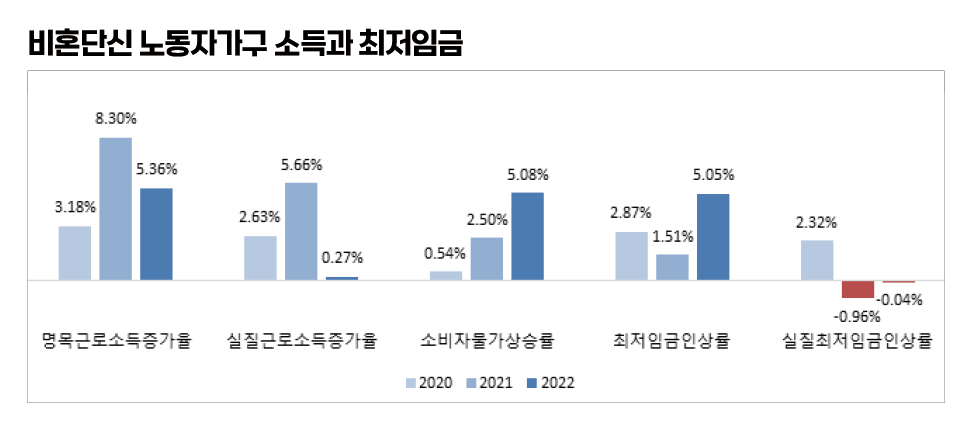 비혼단신 노동자가구 소득과 최저임금
3.18% 8.30% 5.36%
2.63% 5.66% 0.27%
0.54% 2.50% 5.08%
2.87% 1.51% 5.05%
2.32% -0.96% -0.04%
명목근로소득증가율 실질근로소득증가율 소비자물가상승률 최저임금인상률 실질최저임금인상률
2020 2021 2022